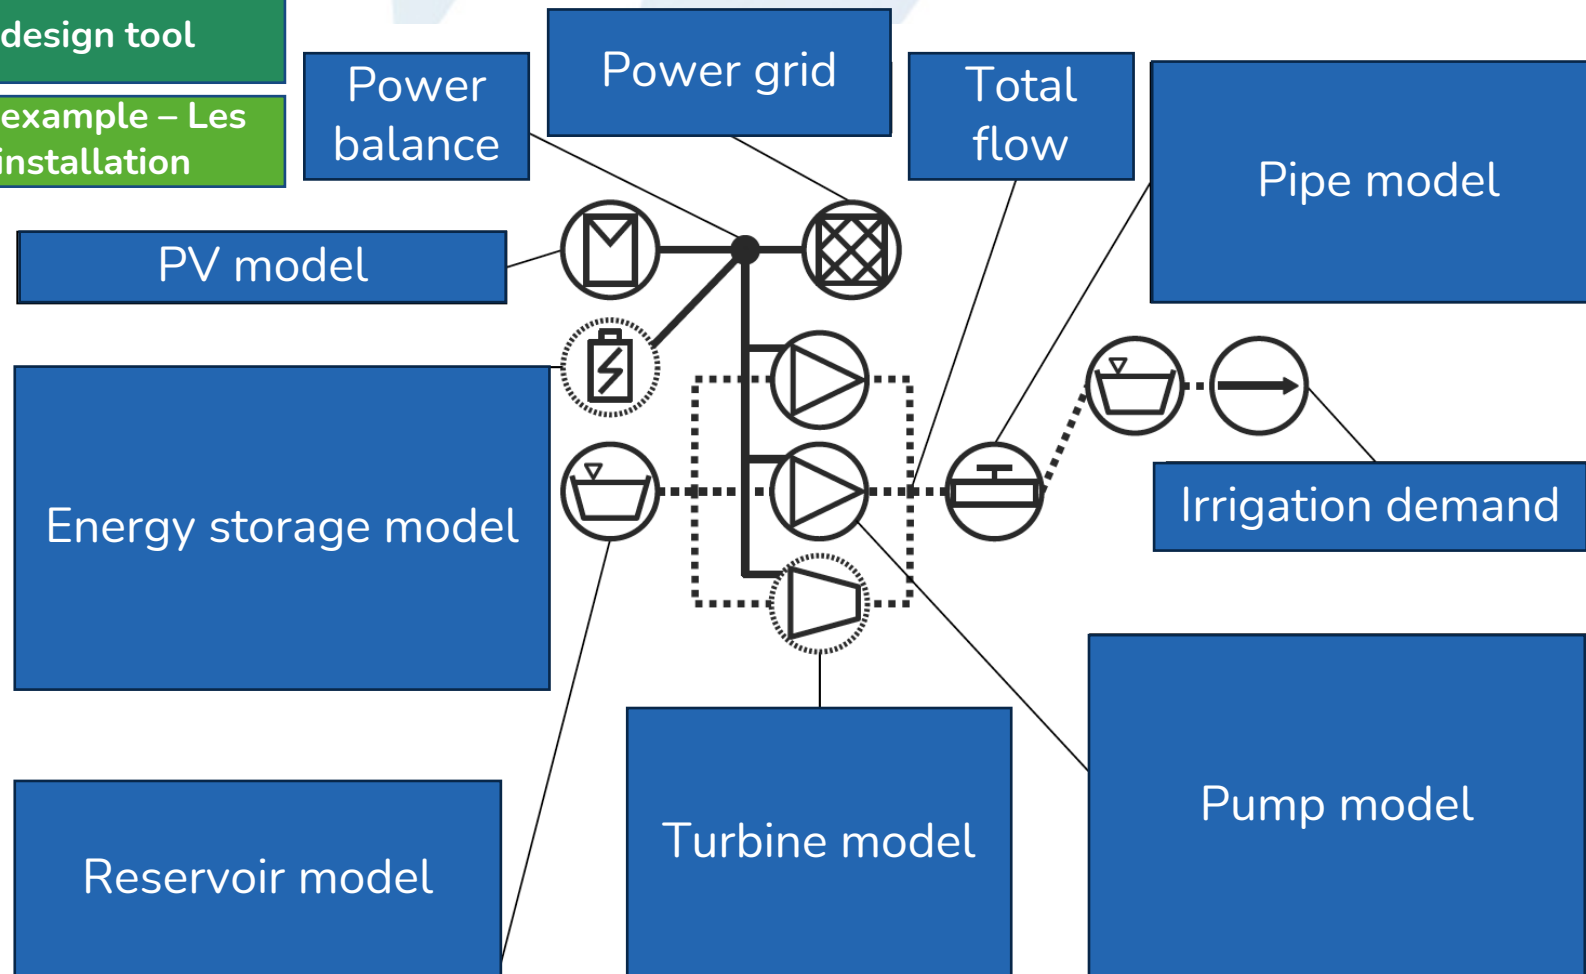 design tool
example – Les
installation
Power
balance
Power grid
Total
flow
Pipe model
PV model
Energy storage model
Irrigation demand
Reservoir model
Turbine model
Pump model